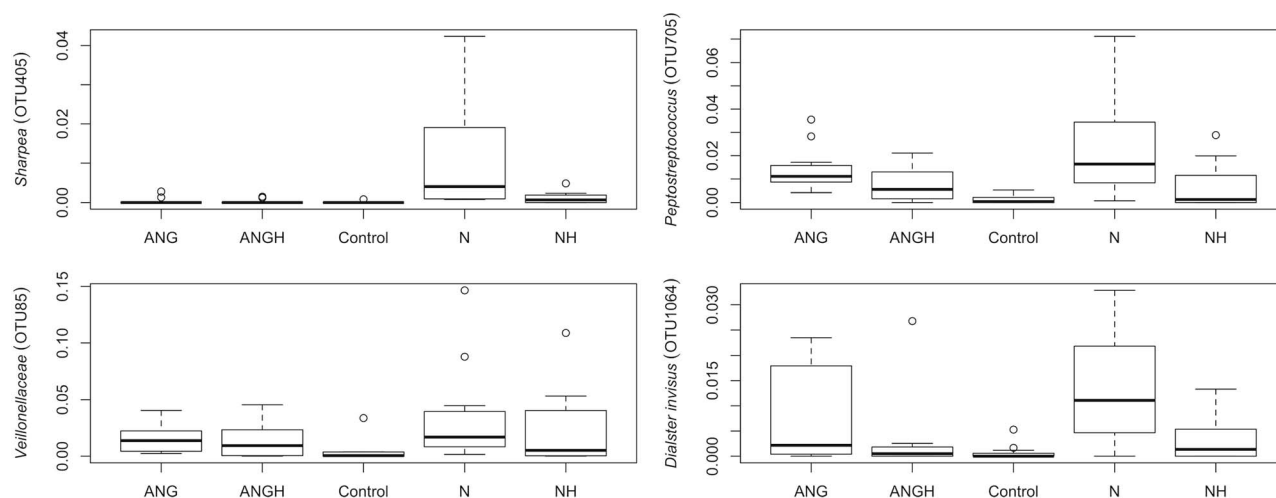 Sharpea (OTU405)
0.04
0.02
0.00
ANG ANGH Control N NH
Peptostreptococcus (OTU705)
0.06
0.04
0.02
0.00
ANG ANGH Control N NH
Veillonellaceae (OTU85)
0.15
0.10
0.05
0.00
ANG ANGH Control N NH
Dialster invisus (OTU1064)
0.030
0.015
0.000
ANG ANGH Control N NH